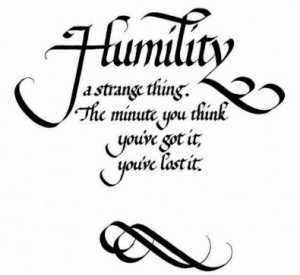 Humility
a strange thing.
The minute you think
you've got it,
you've lost it.